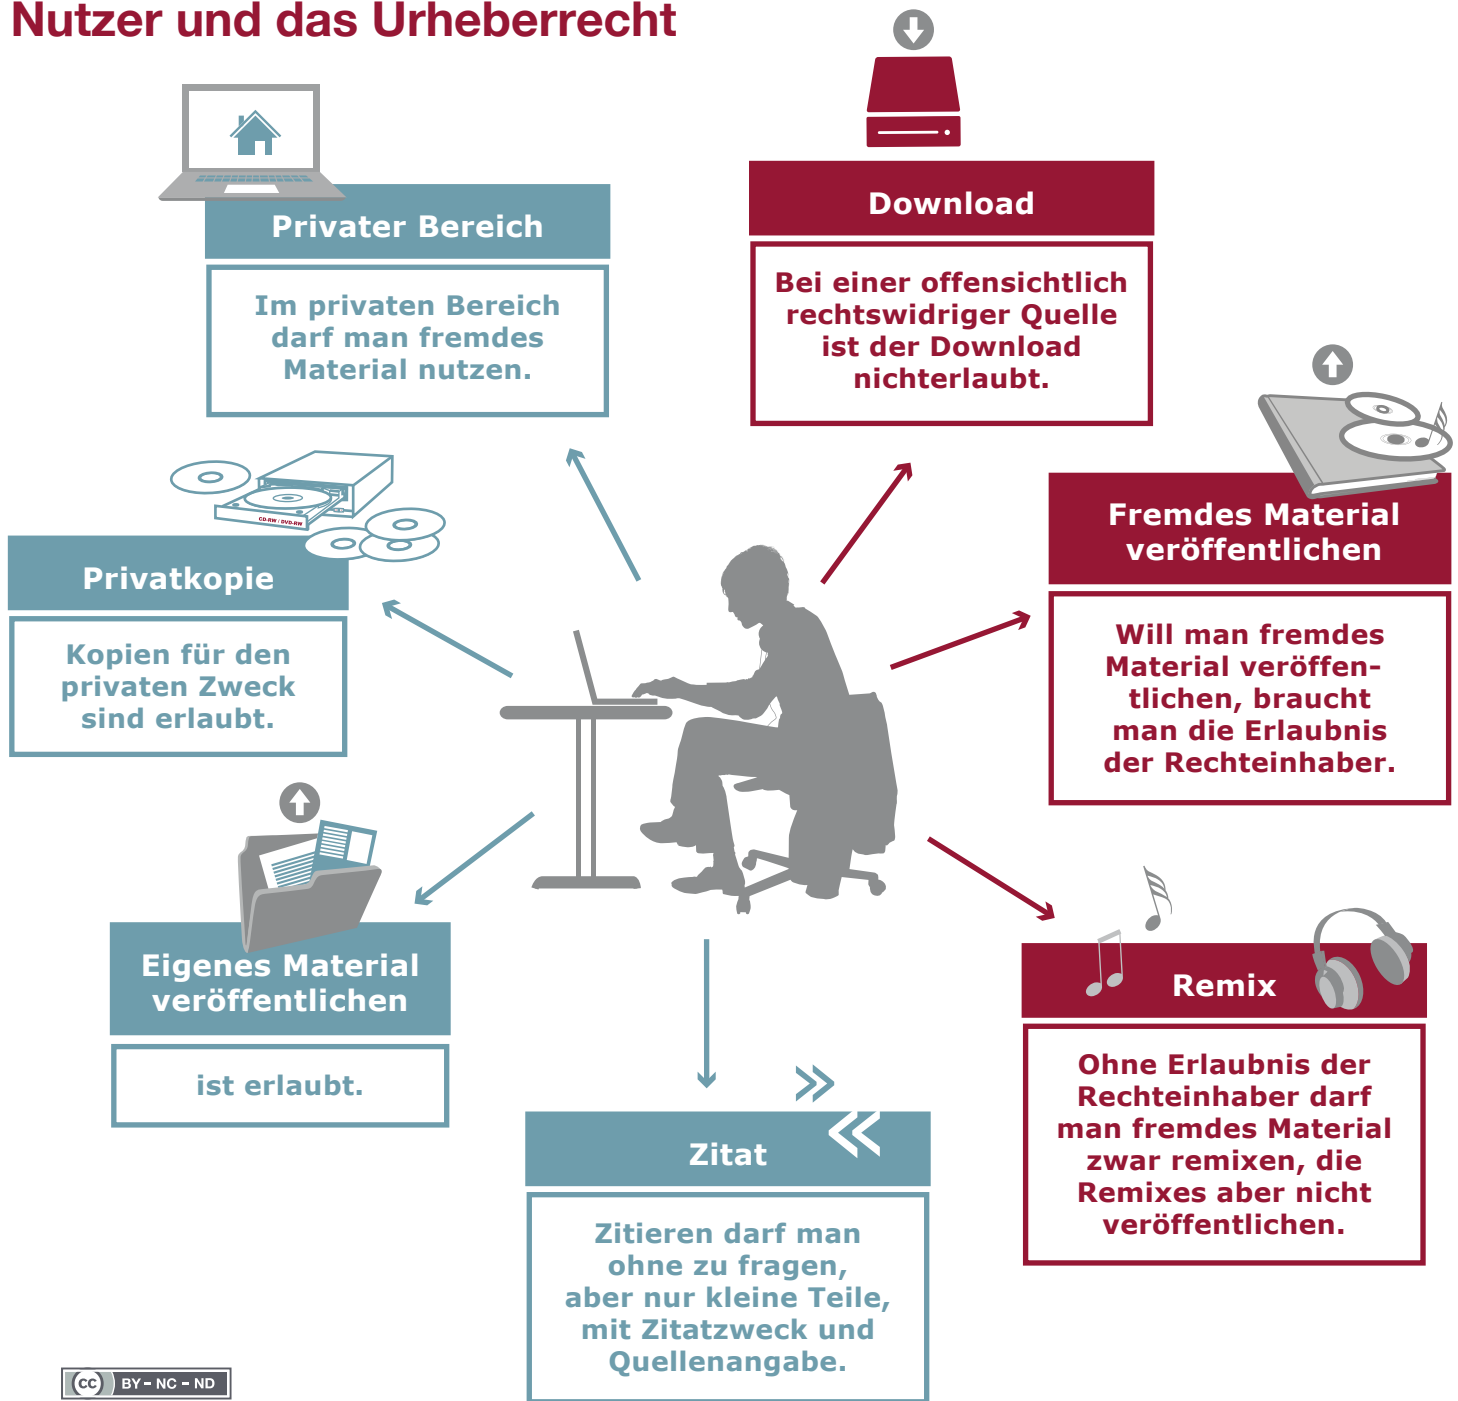 Nutzer und das Urheberrecht
Privater Bereich
Im privaten Bereich
darf man fremdes
Material nutzen.
Download
Bei einer offensichtlich
rechtswidriger Quelle
ist der Download
nichterlaubt.
Fremdes Material
veröffentlichen
Will man fremdes
Material veröffen-
tlichen, braucht
man die Erlaubnis
der Rechteinhaber.
CD-RW / DVD-RW
Privatkopie
Kopien für den
privaten Zweck
sind erlaubt.
Eigenes Material
veröffentlichen
ist erlaubt.
Remix
Ohne Erlaubnis der
Rechteinhaber darf
man fremdes Material
zwar remixen, die
Remixes aber nicht
veröffentlichen.
»
«
Zitat
Zitieren darf man
ohne zu fragen,
aber nur kleine Teile,
mit Zitatzweck und
Quellenangabe.
cc BY - NC - ND